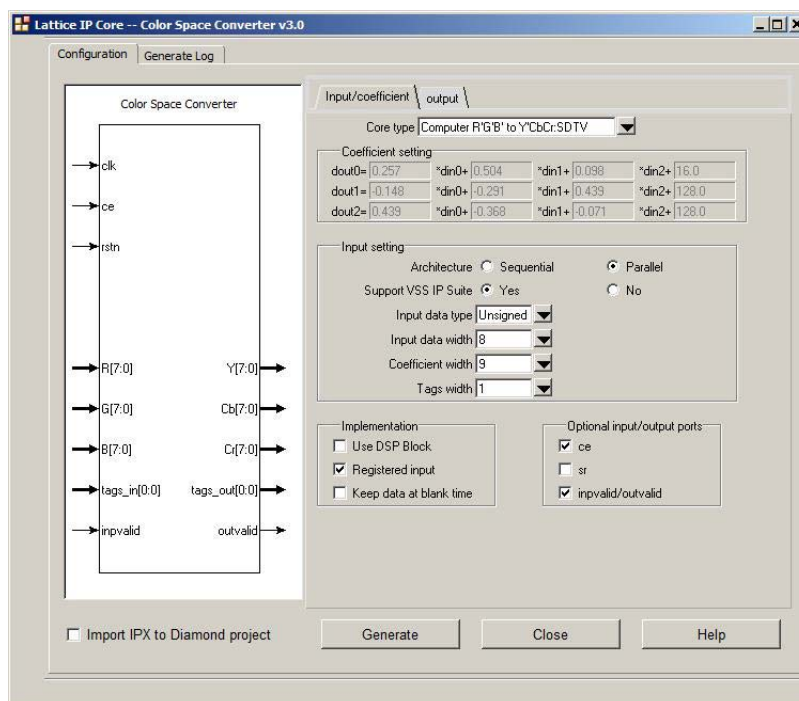 Lattice IP Core -- Color Space Converter v3.0
Configuration Generate Log
Color Space Converter
clk
ce
rstn
R[7:0] Y[7:0]
G[7:0] Cb[7:0]
B[7:0] Cr[7:0]
tags_in[0:0] tags_out[0:0]
inpvalid outvalid
Input/coefficient output
Core type Computer R'G'B' to Y'CbCr:SDTV
Coefficient setting
dout0= 0.257 *din0+ 0.504 *din1+ 0.098 *din2+ 16.0
dout1= -0.148 *din0+ -0.291 *din1+ 0.439 *din2+ 128.0
dout2= 0.439 *din0+ -0.368 *din1+ -0.071 *din2+ 128.0
Input setting
Architecture Sequential Parallel
Support VSS IP Suite Yes No
Input data type Unsigned
Input data width 8
Coefficient width 9
Tags width 1
Implementation
Use DSP Block
Registered input
Keep data at blank time
Optional input/output ports
ce
sr
inpvalid/outvalid
Import IPX to Diamond project
Generate Close Help